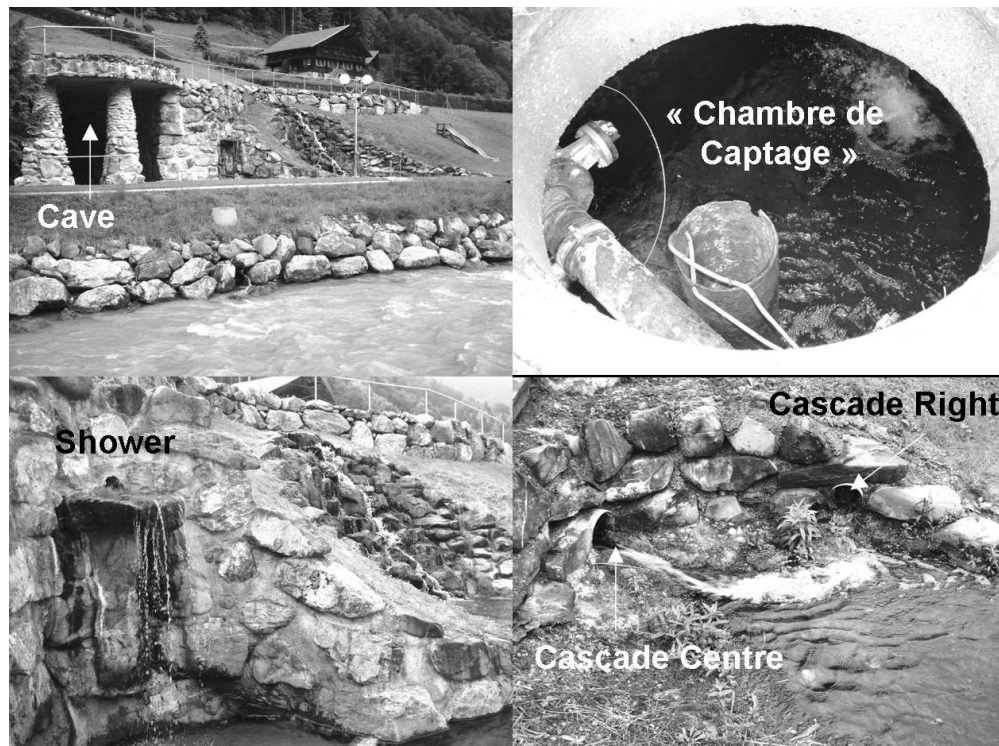 Cave
« Chambre de
Captage »
Shower
Cascade Right
Cascade Centre